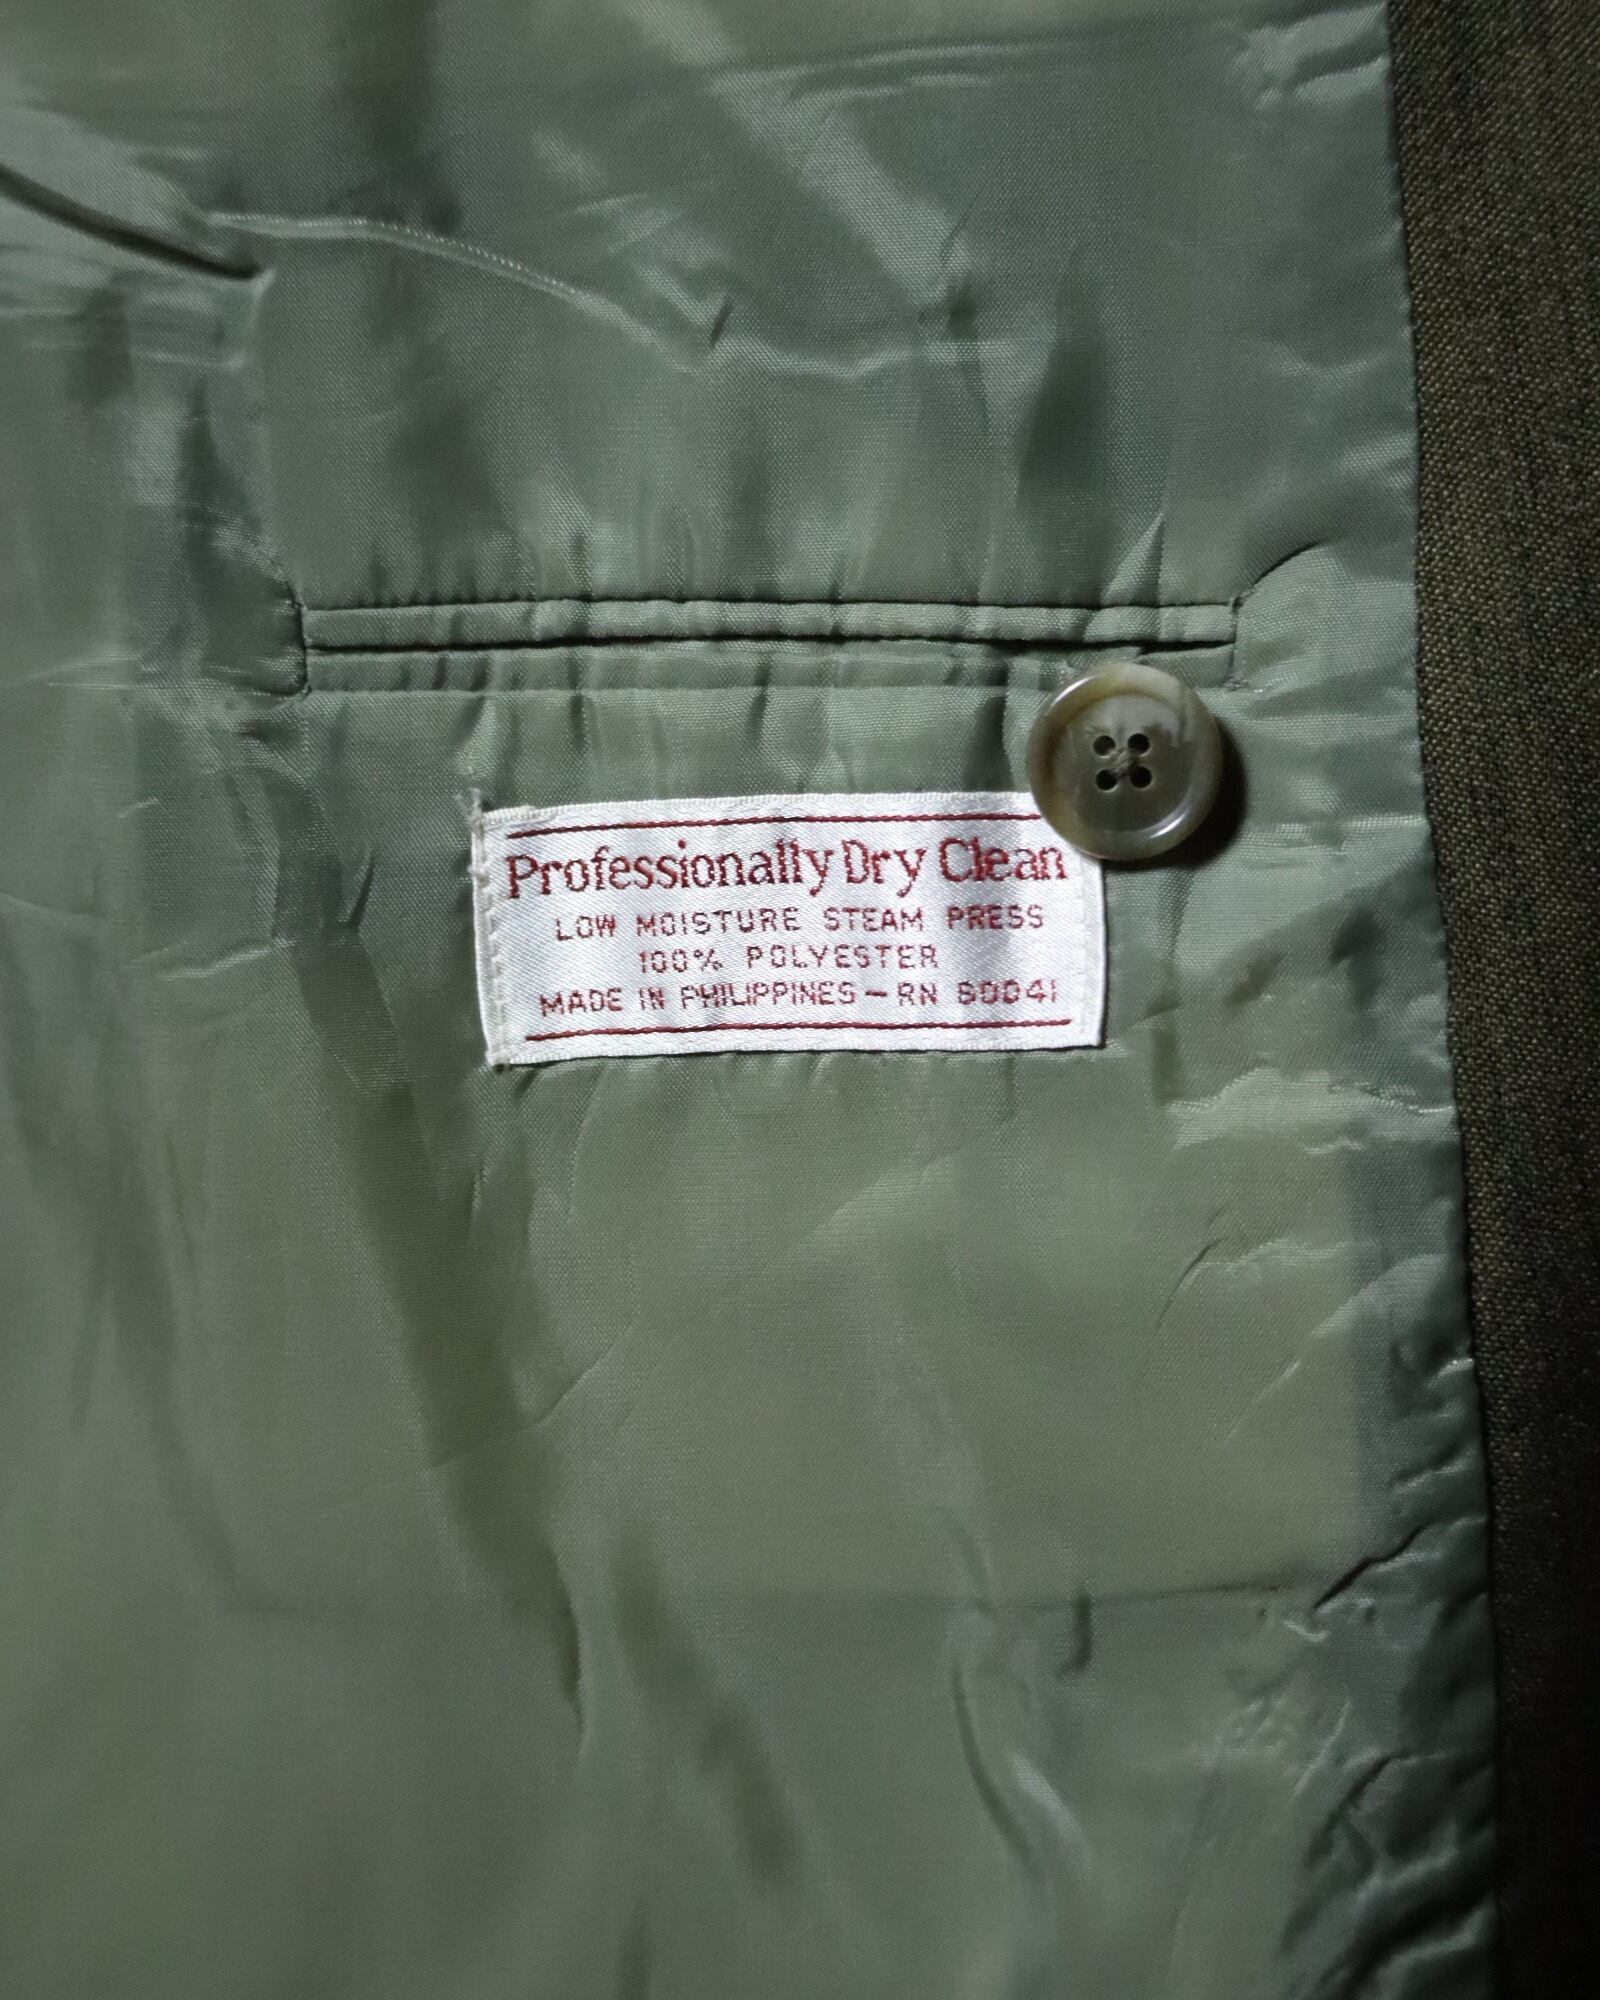 Professionally Dry Clean
LOW MOISTURE STEAM PRESS
100% POLYESTER
MADE IN PHILIPPINES - RN 80041